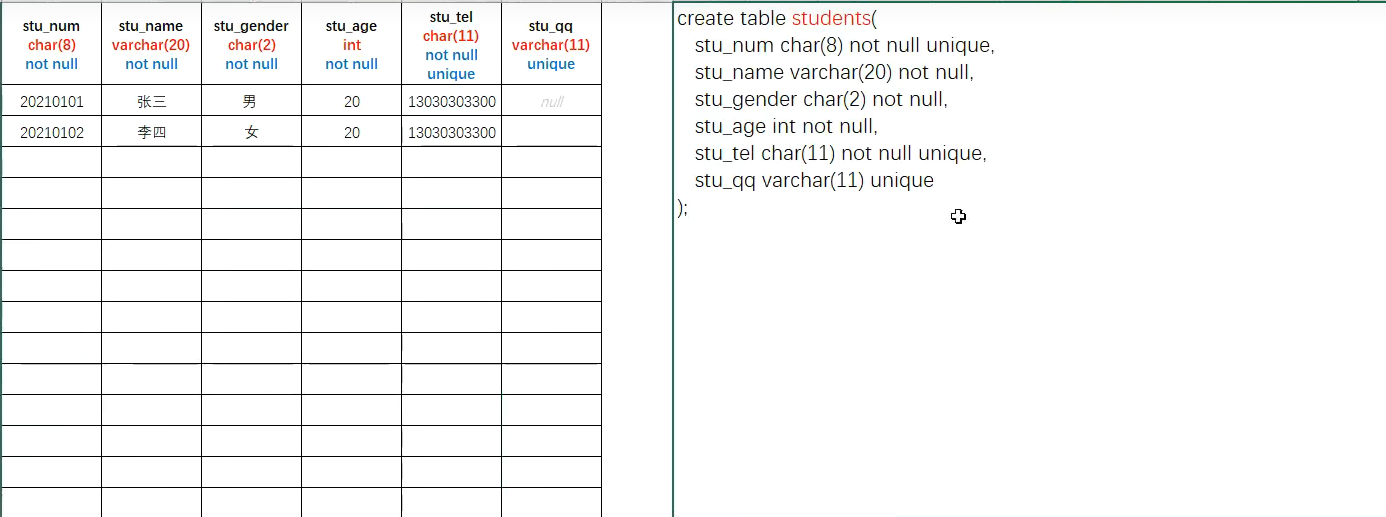 stu_num stu_name stu_gender stu_age stu_tel stu_qq
char(8) varchar(20) char(2) int char(11) varchar(11)
not null not null not null not null not null unique
unique
20210101 张三 男 20 13030303300 null
20210102 李四 女 20 13030303300
create table students(
stu_num char(8) not null unique,
stu_name varchar(20) not null,
stu_gender char(2) not null,
stu_age int not null,
stu_tel char(11) not null unique,
stu_qq varchar(11) unique
);